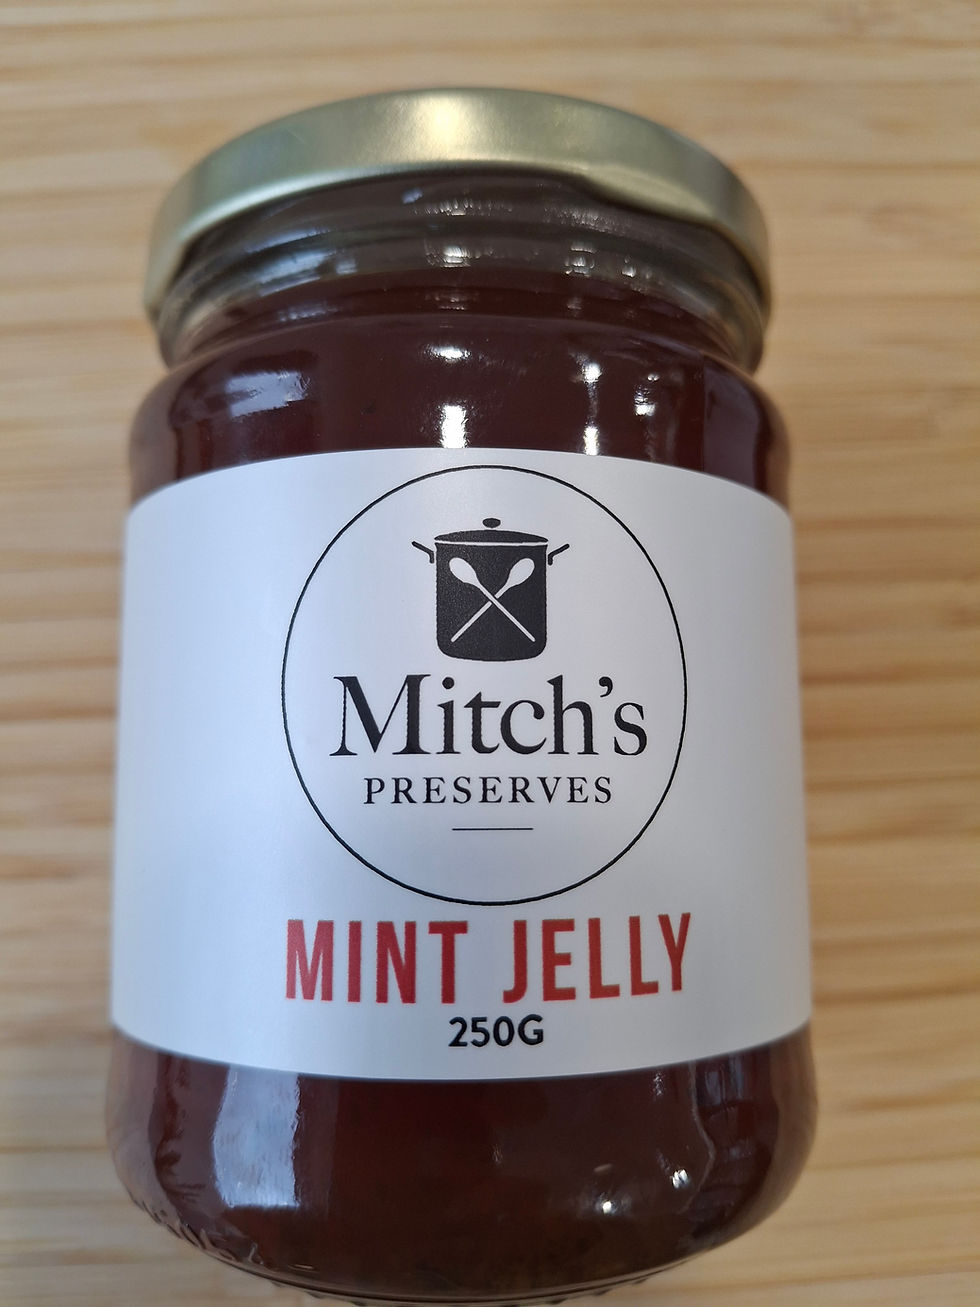 Mitch's
PRESERVES
MINT JELLY
250G